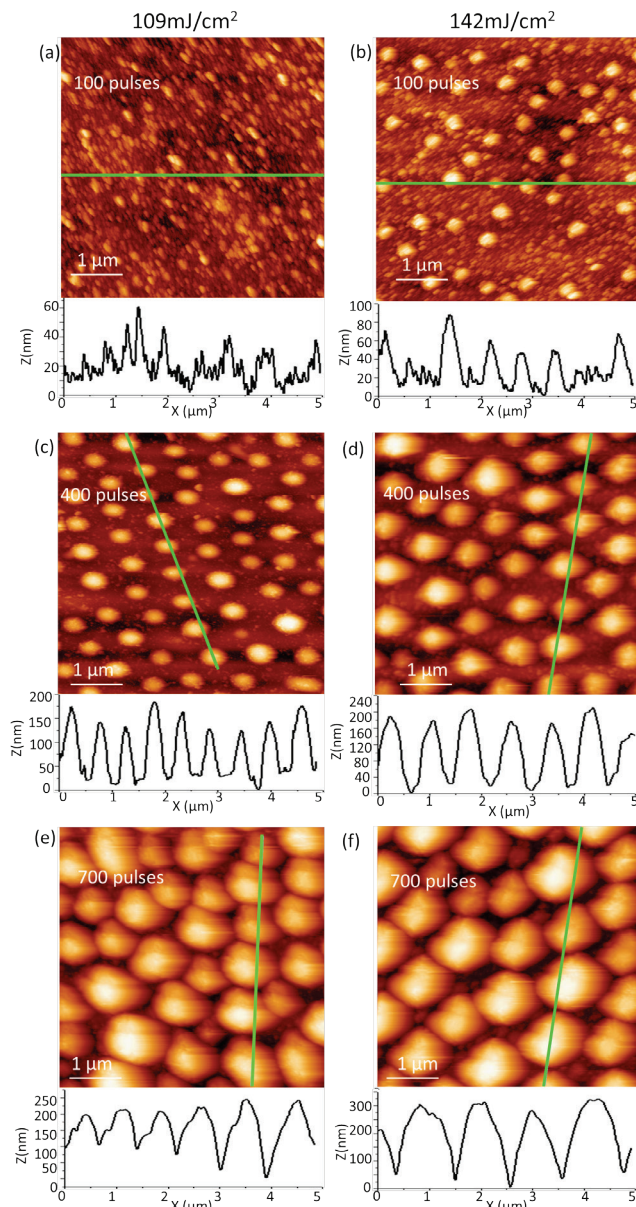 109mJ/cm² 142mJ/cm²
(a) (b)
100 pulses 100 pulses
1 µm 1 µm
60 50 40 30 20 10 0 Z(nm)
100 80 60 40 20 0 Z(nm)
0 1 2 3 4 5 0 1 2 3 4 5
X (µm) X (µm)
(c) (d)
400 pulses 400 pulses
1 µm 1 µm
200 150 100 50 0 Z(nm)
240 200 160 120 80 40 0 Z(nm)
0 1 2 3 4 5 0 1 2 3 4 5
X (µm) X (µm)
(e) (f)
700 pulses 700 pulses
1 µm 1 µm
250 200 150 100 50 0 Z(nm)
300 200 100 0 Z(nm)
0 1 2 3 4 5 0 1 2 3 4 5
X (µm) X (µm)